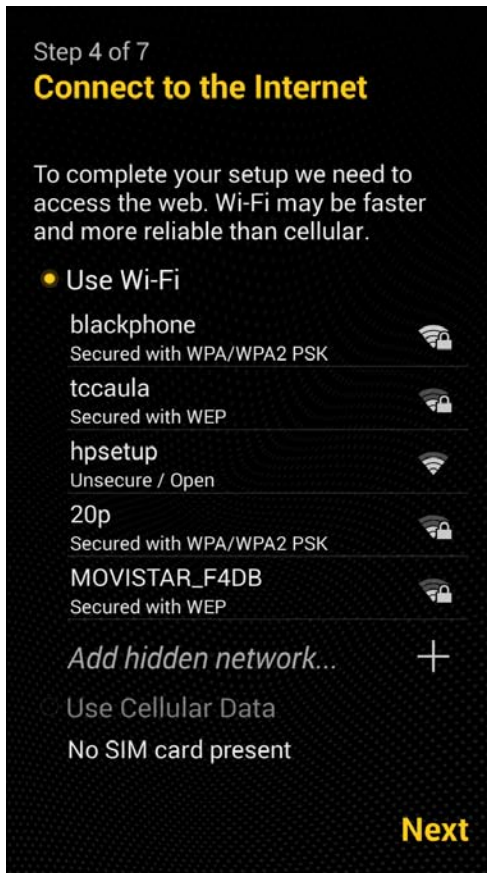 Step 4 of 7
Connect to the Internet
To complete your setup we need to
access the web. Wi-Fi may be faster
and more reliable than cellular.
Use Wi-Fi
blackphone
Secured with WPA/WPA2 PSK
tccaula
Secured with WEP
hpsetup
Unsecure / Open
20p
Secured with WPA/WPA2 PSK
MOVISTAR_F4DB
Secured with WEP
Add hidden network...
Use Cellular Data
No SIM card present
Next